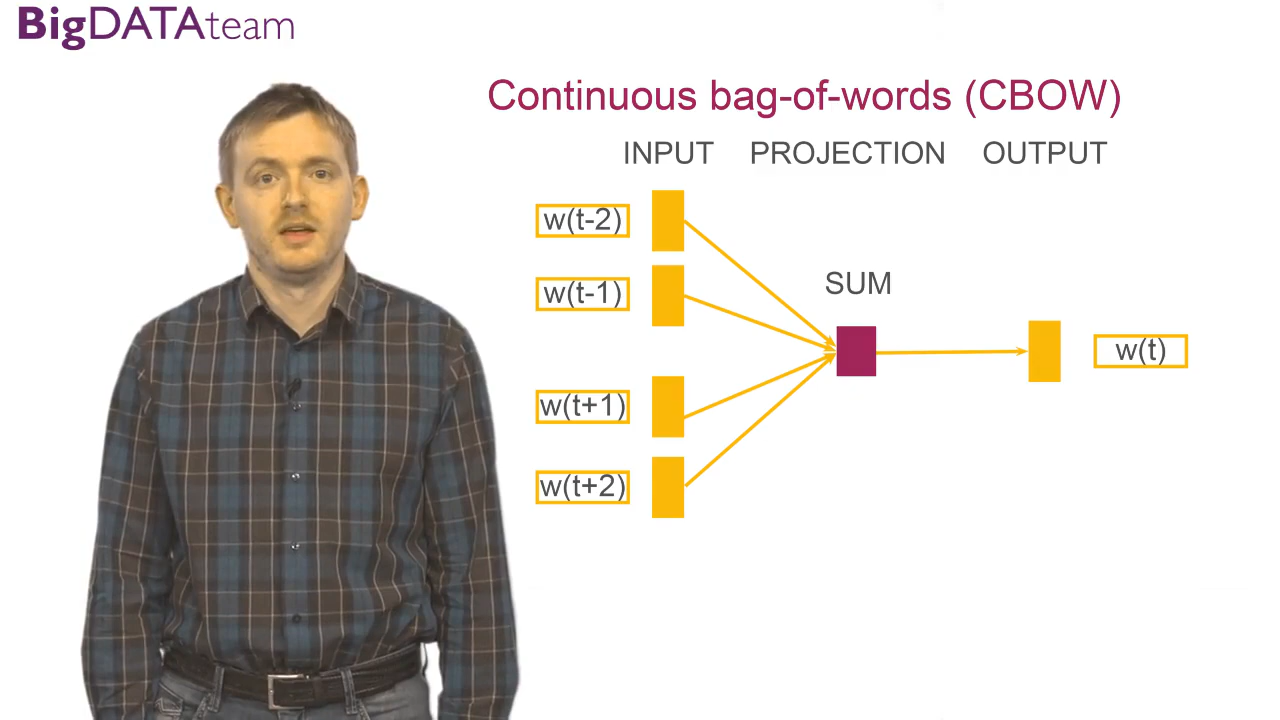 BigDATAteam
Continuous bag-of-words (CBOW)
INPUT PROJECTION OUTPUT
w(t-2)
w(t-1)
SUM
w(t)
w(t+1)
w(t+2)